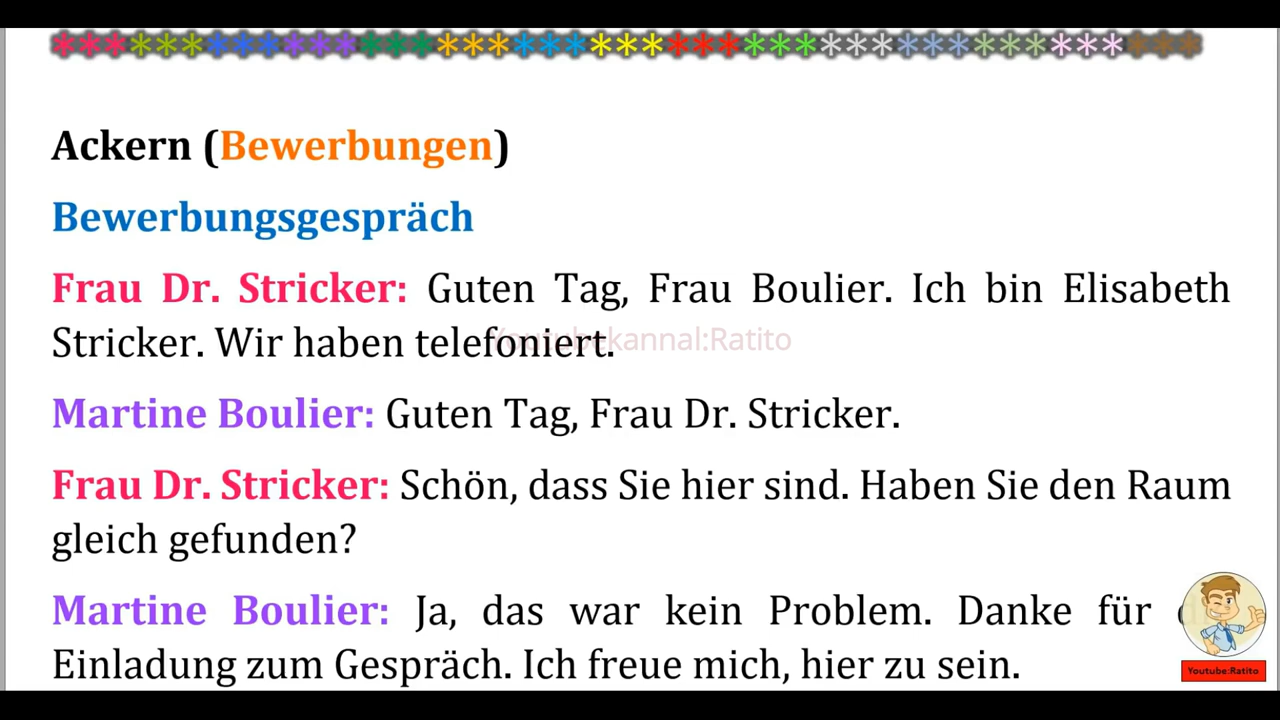 Ackern (Bewerbungen)
Bewerbungsgespräch
Frau Dr. Stricker: Guten Tag, Frau Boulier. Ich bin Elisabeth
Stricker. Wir haben telefoniert.
Youtubekannal:Ratito
Martine Boulier: Guten Tag, Frau Dr. Stricker.
Frau Dr. Stricker: Schön, dass Sie hier sind. Haben Sie den Raum
gleich gefunden?
Martine Boulier: Ja, das war kein Problem. Danke für
Einladung zum Gespräch. Ich freue mich, hier zu sein.
Youtube:Ratito